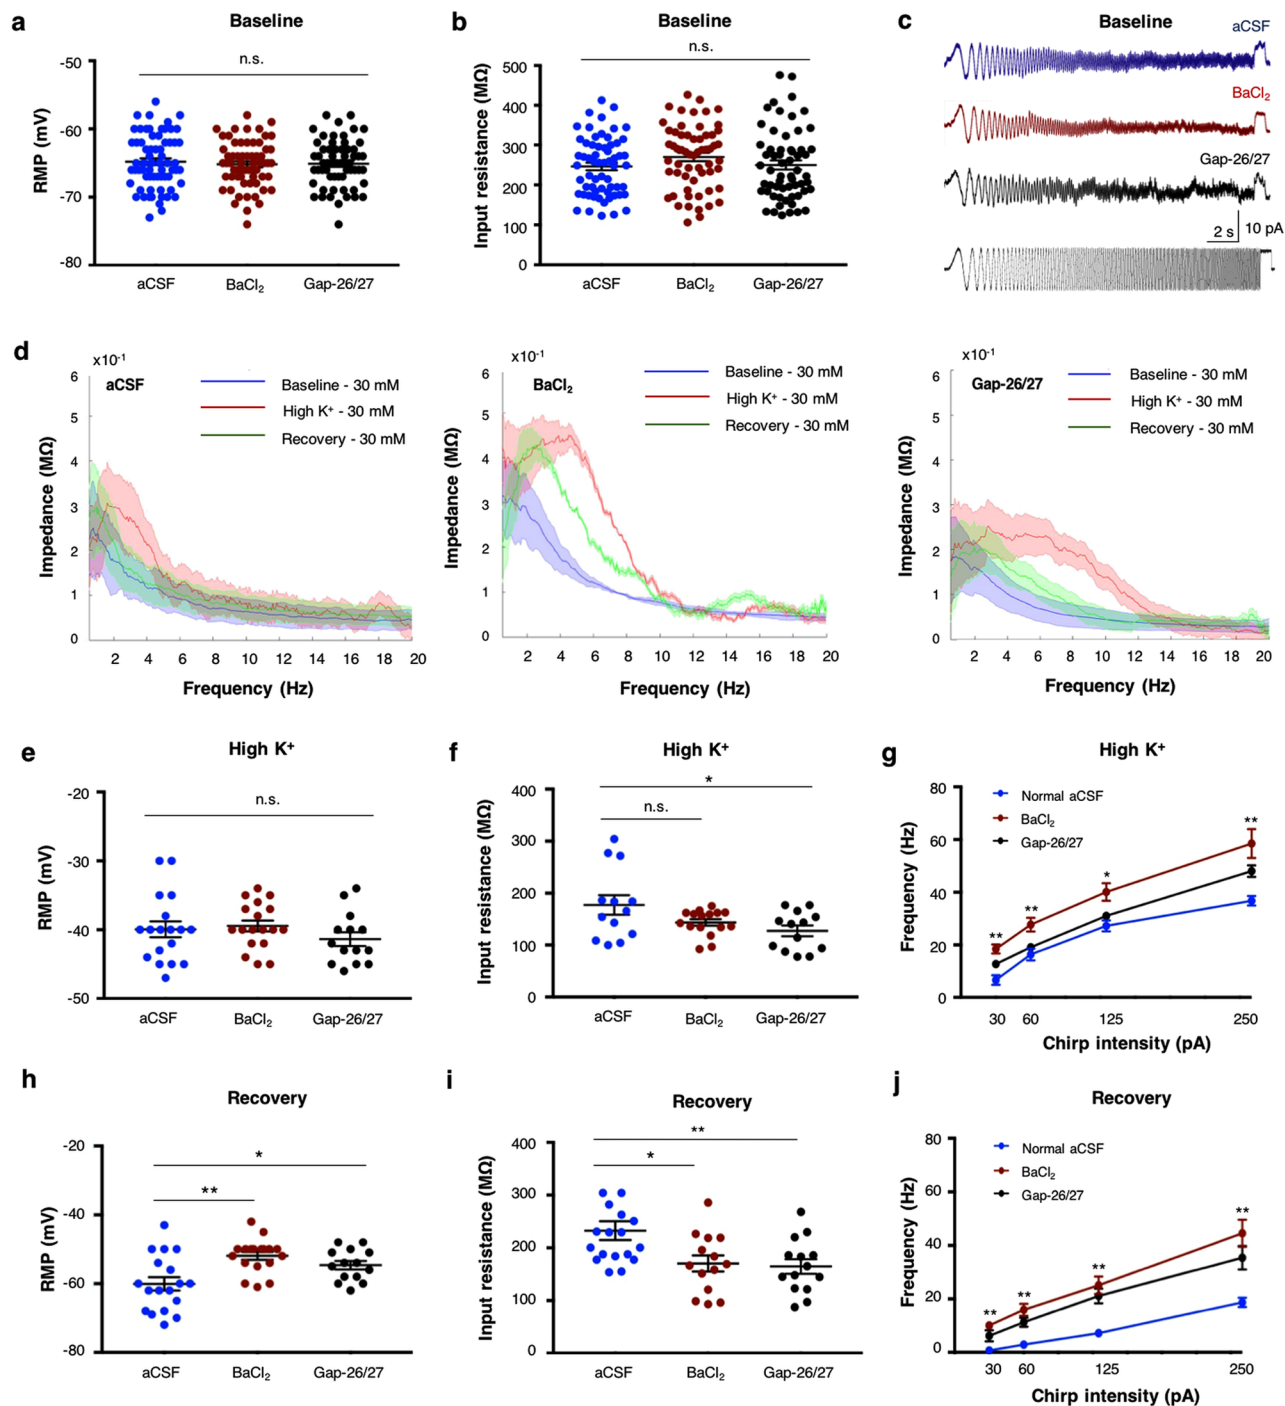 a
Baseline
n.s.
RMP (mV)
-50
-60
-70
-80
aCSF
BaCl₂
Gap-26/27
b
Baseline
n.s.
Input resistance (MΩ)
500
400
300
200
100
0
aCSF
BaCl₂
Gap-26/27
c
Baseline
aCSF
BaCl₂
Gap-26/27
2 s
10 pA
d
x10⁻¹
aCSF
Baseline - 30 mM
High K⁺ - 30 mM
Recovery - 30 mM
Impedance (MΩ)
6
5
4
3
2
1
0
2 4 6 8 10 12 14 16 18 20
Frequency (Hz)
x10⁻¹
BaCl₂
Baseline - 30 mM
High K⁺ - 30 mM
Recovery - 30 mM
Impedance (MΩ)
6
5
4
3
2
1
0
2 4 6 8 10 12 14 16 18 20
Frequency (Hz)
x10⁻¹
Gap-26/27
Baseline - 30 mM
High K⁺ - 30 mM
Recovery - 30 mM
Impedance (MΩ)
6
5
4
3
2
1
0
2 4 6 8 10 12 14 16 18 20
Frequency (Hz)
e
High K⁺
n.s.
RMP (mV)
-20
-30
-40
-50
aCSF
BaCl₂
Gap-26/27
f
High K⁺
*
n.s.
Input resistance (MΩ)
400
300
200
100
0
aCSF
BaCl₂
Gap-26/27
g
High K⁺
Normal aCSF
BaCl₂
Gap-26/27
** ** * **
Frequency (Hz)
80
60
40
20
0
30 60 125 250
Chirp intensity (pA)
h
Recovery
*
**
RMP (mV)
-20
-40
-60
-80
aCSF
BaCl₂
Gap-26/27
i
Recovery
**
*
Input resistance (MΩ)
400
300
200
100
0
aCSF
BaCl₂
Gap-26/27
j
Recovery
Normal aCSF
BaCl₂
Gap-26/27
** ** ** **
Frequency (Hz)
80
60
40
20
0
30 60 125 250
Chirp intensity (pA)